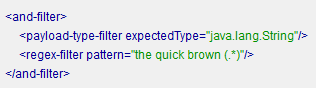 <and-filter>
<payload-type-filter expectedType="java.lang.String"/>
<regex-filter pattern="the quick brown (.*)"/>
</and-filter>